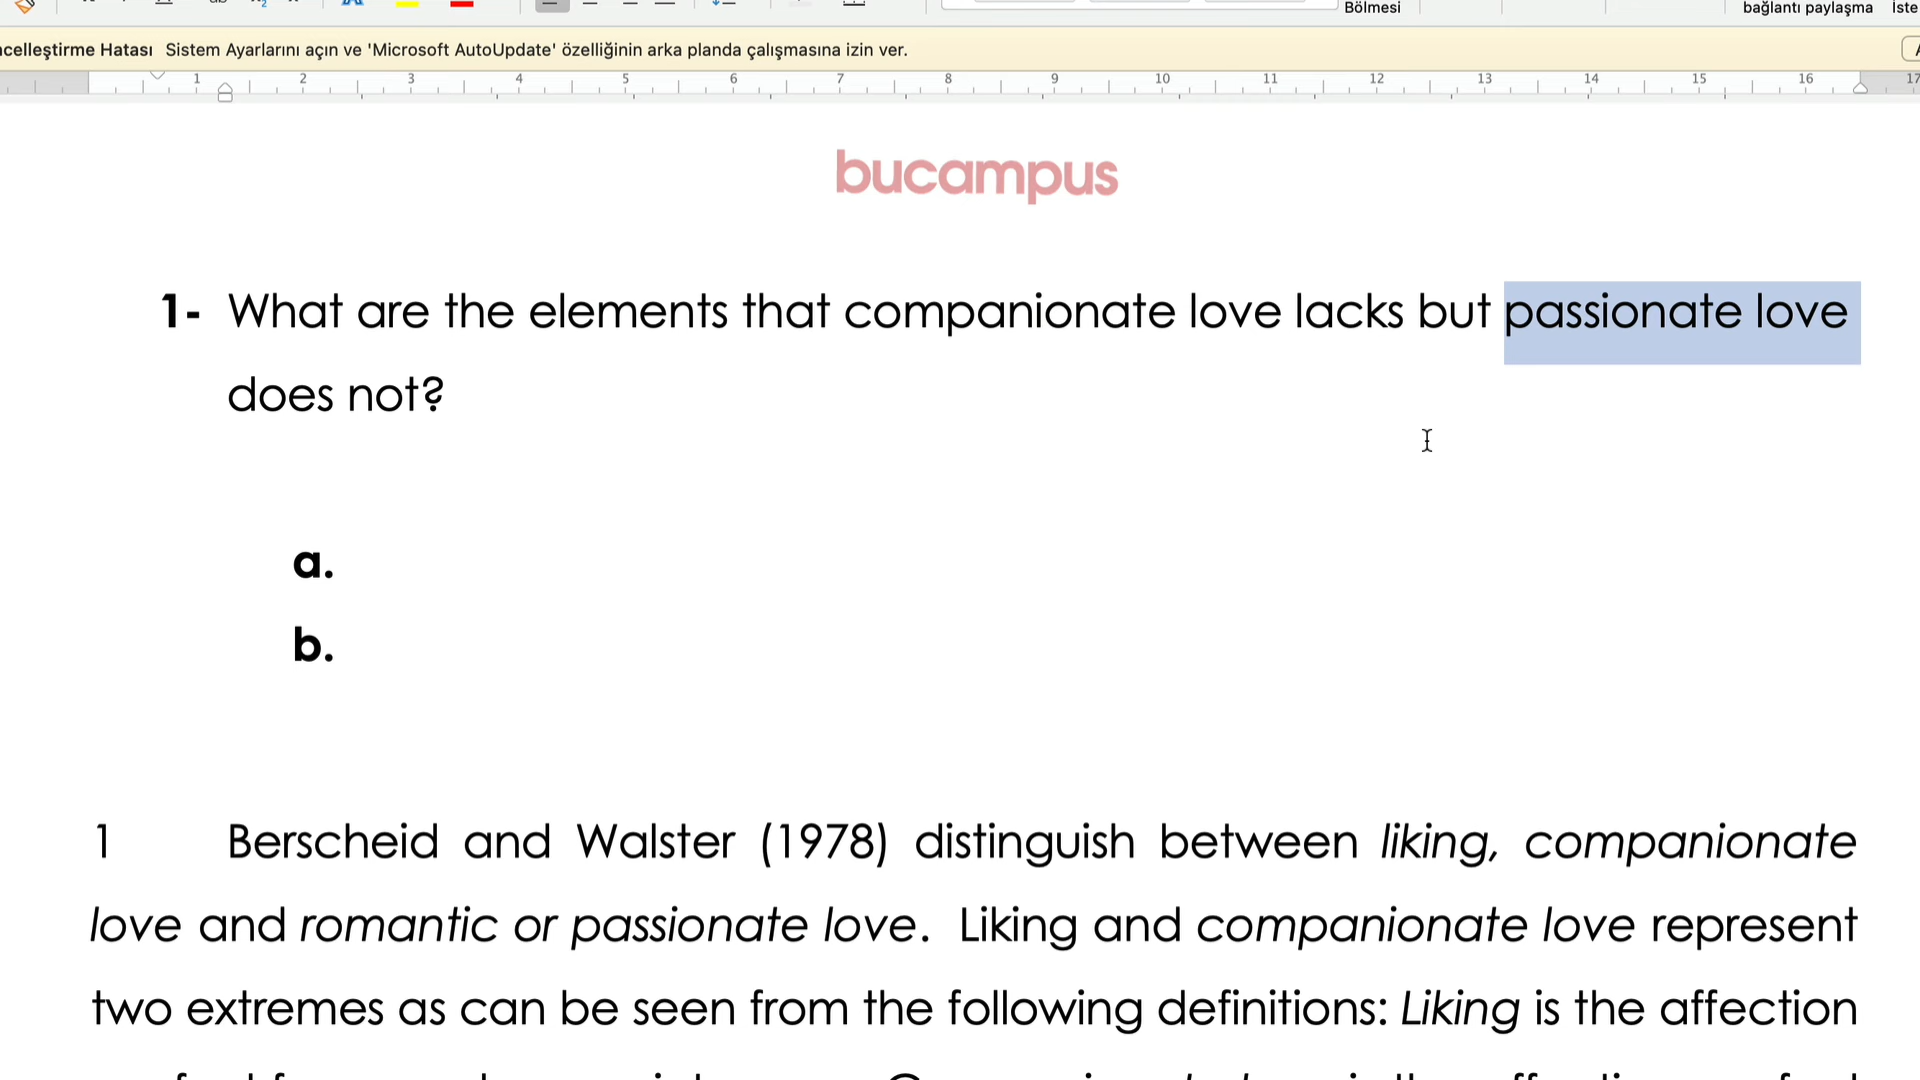 Bölmesi
bağlantı paylaşma
İste
ncelleştirme Hatası Sistem Ayarlarını açın ve 'Microsoft AutoUpdate' özelliğinin arka planda çalışmasına izin ver.
1 2 3 4 5 6 7 8 9 10 11 12 13 14 15 16 17
bucampus
1- What are the elements that companionate love lacks but passionate love
does not?
a.
b.
1 Berscheid and Walster (1978) distinguish between liking, companionate
love and romantic or passionate love. Liking and companionate love represent
two extremes as can be seen from the following definitions: Liking is the affection